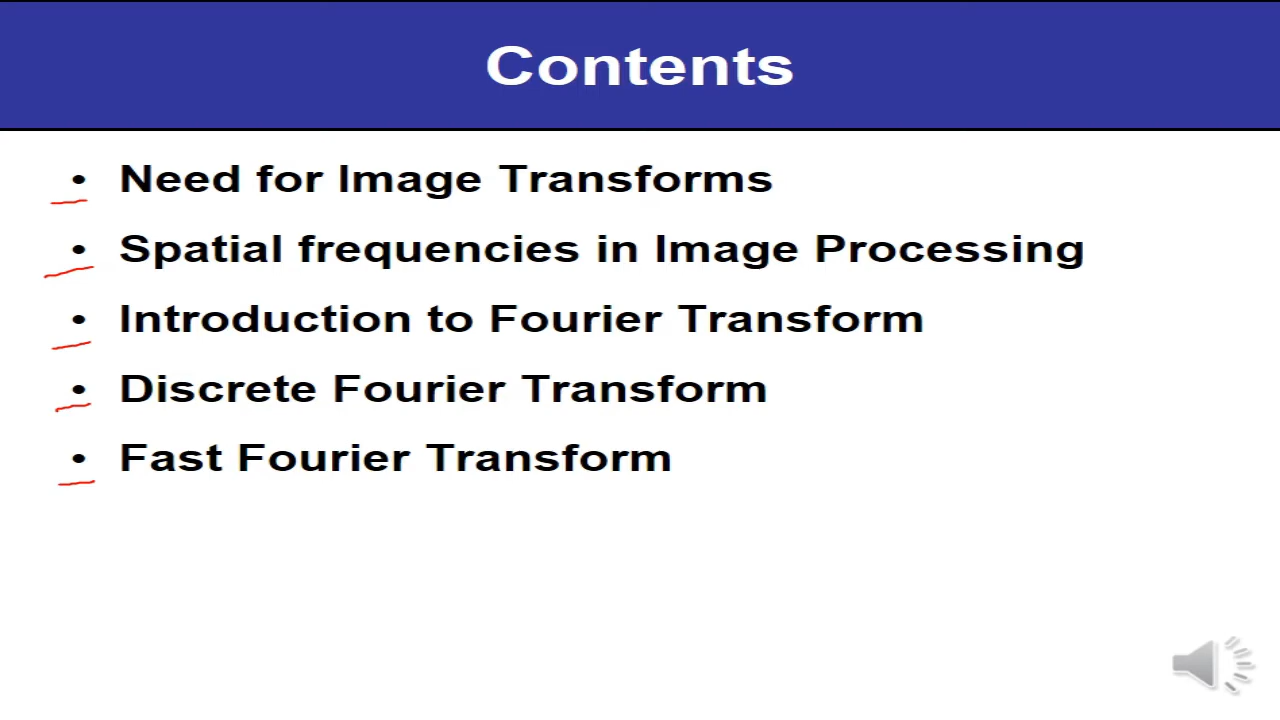 Contents
• Need for Image Transforms
• Spatial frequencies in Image Processing
• Introduction to Fourier Transform
• Discrete Fourier Transform
• Fast Fourier Transform